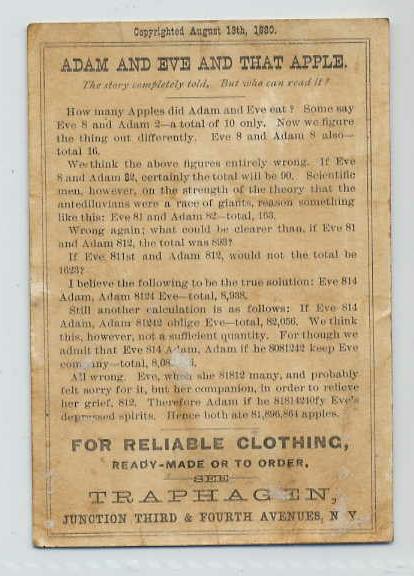 Copyrighted August 13th, 1880.
ADAM AND EVE AND THAT APPLE.
The story completely told, But who can read it?
How many Apples did Adam and Eve eat? Some say
Eve 8 and Adam 2—a total of 10 only. Now we figure
the thing out differently. Eve 8 and Adam 8 also—
total 16.
We think the above figures entirely wrong. If Eve
8 and Adam 82, certainly the total will be 90. Scientific
men, however, on the strength of the theory that the
antediluvians were a race of giants, reason something
like this: Eve 81 and Adam 82—total, 163.
Wrong again; what could be clearer than, if Eve 81
and Adam 812, the total was 893?
If Eve 811st and Adam 812, would not the total be
1623?
I believe the following to be the true solution: Eve 814
Adam, Adam 8124 Eve—total, 8,938.
Still another calculation is as follows: If Eve 814
Adam, Adam 81242 oblige Eve—total, 82,056. We think
this, however, not a sufficient quantity. For though we
admit that Eve 814 Adam, Adam if he 8081242 keep Eve
company—total, 8,08
All wrong. Eve, when she 81812 many, and probably
felt sorry for it, but her companion, in order to relieve
her grief, 812. Therefore Adam if he 81814240fy Eve's
depressed spirits. Hence both ate 81,896,864 apples.
FOR RELIABLE CLOTHING,
READY-MADE OR TO ORDER,
SEE
TRAPHAGEN,
JUNCTION THIRD & FOURTH AVENUES, N Y